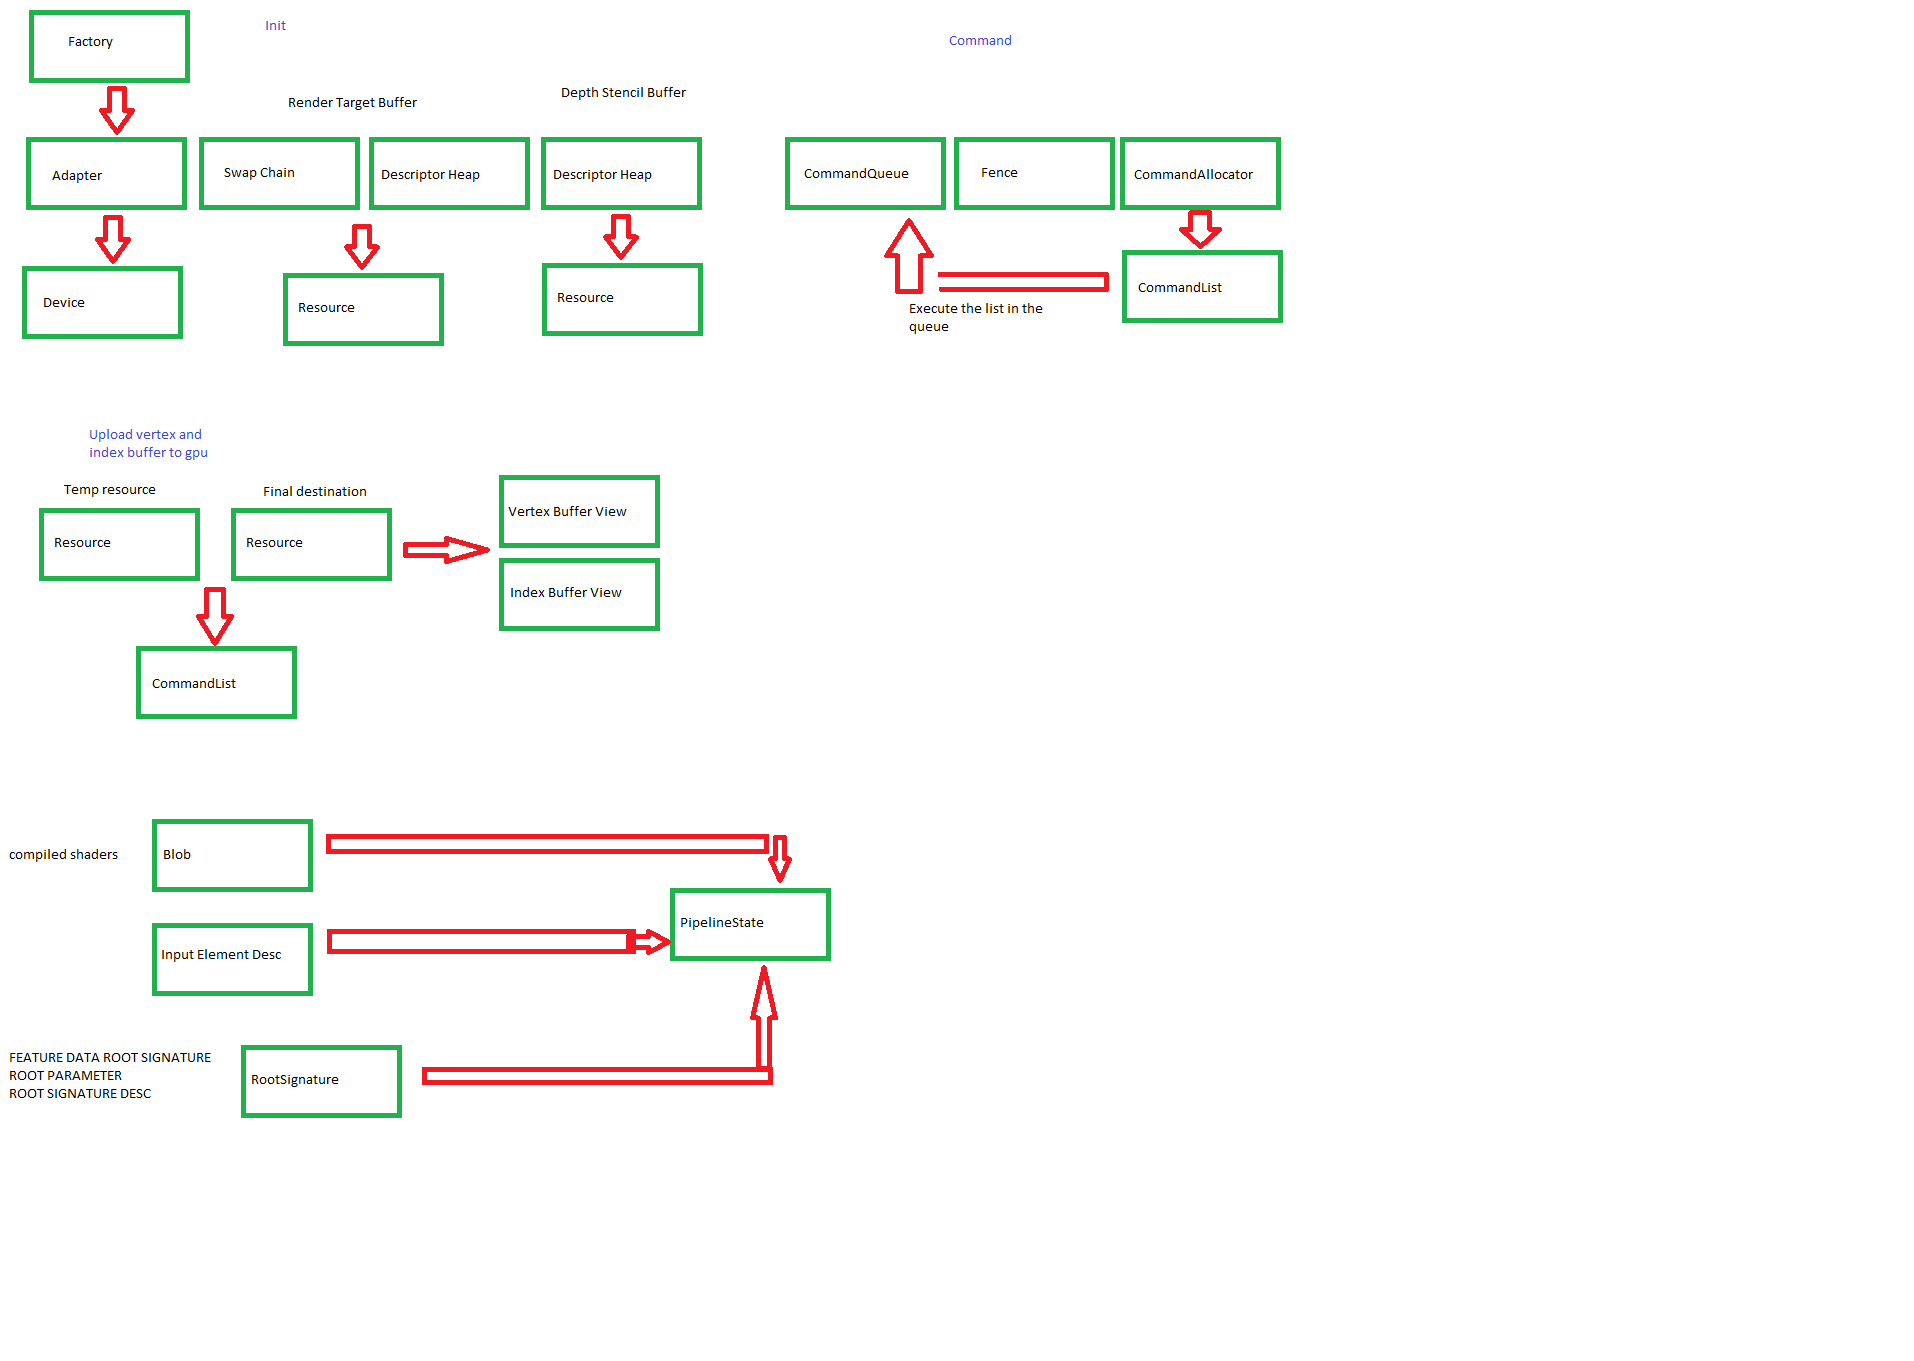 Factory
Init
Command
Render Target Buffer
Depth Stencil Buffer
Adapter
Swap Chain
Descriptor Heap
Descriptor Heap
CommandQueue
Fence
CommandAllocator
Device
Resource
Resource
CommandList
Execute the list in the
queue
Upload vertex and
index buffer to gpu
Temp resource
Final destination
Resource
Resource
Vertex Buffer View
Index Buffer View
CommandList
compiled shaders
Blob
PipelineState
Input Element Desc
FEATURE DATA ROOT SIGNATURE
ROOT PARAMETER
ROOT SIGNATURE DESC
RootSignature